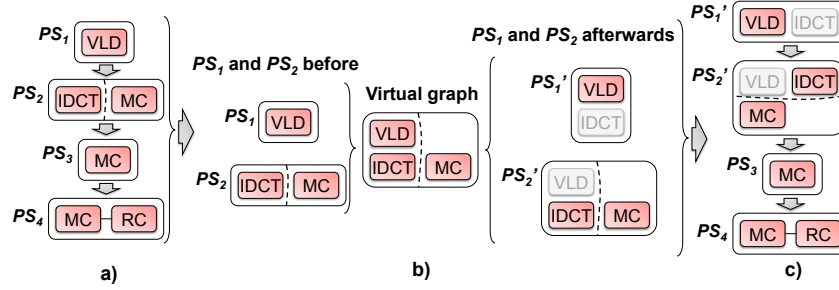 PS1
VLD
PS2
IDCT
MC
PS3
MC
PS4
MC
RC
a)
PS1 and PS2 before
PS1
VLD
PS2
IDCT
MC
Virtual graph
VLD
IDCT
MC
b)
PS1 and PS2 afterwards
PS1'
VLD
IDCT
PS2'
VLD
IDCT
MC
PS1'
VLD
IDCT
PS2'
VLD
IDCT
MC
PS3
MC
PS4
MC
RC
c)